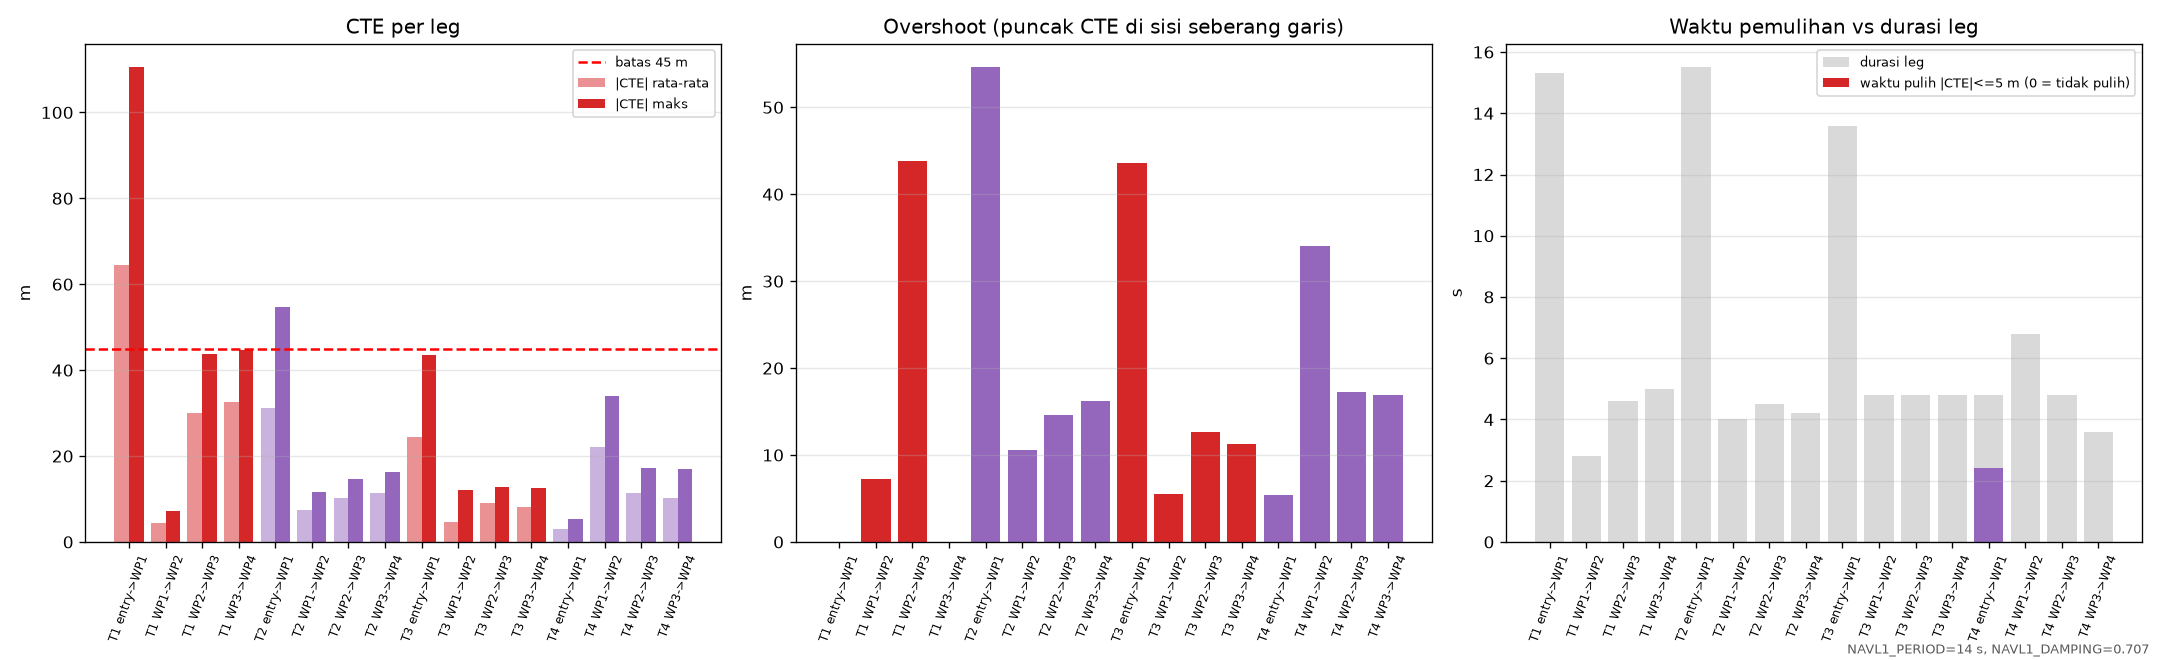 CTE per leg
m
100
80
60
40
20
0
batas 45 m
|CTE| rata-rata
|CTE| maks
T1 entry->WP1
T1 WP1->WP2
T1 WP2->WP3
T1 WP3->WP4
T2 entry->WP1
T2 WP1->WP2
T2 WP2->WP3
T2 WP3->WP4
T3 entry->WP1
T3 WP1->WP2
T3 WP2->WP3
T3 WP3->WP4
T4 entry->WP1
T4 WP1->WP2
T4 WP2->WP3
T4 WP3->WP4
Overshoot (puncak CTE di sisi seberang garis)
m
50
40
30
20
10
0
T1 entry->WP1
T1 WP1->WP2
T1 WP2->WP3
T1 WP3->WP4
T2 entry->WP1
T2 WP1->WP2
T2 WP2->WP3
T2 WP3->WP4
T3 entry->WP1
T3 WP1->WP2
T3 WP2->WP3
T3 WP3->WP4
T4 entry->WP1
T4 WP1->WP2
T4 WP2->WP3
T4 WP3->WP4
Waktu pemulihan vs durasi leg
s
16
14
12
10
8
6
4
2
0
durasi leg
waktu pulih |CTE|<=5 m (0 = tidak pulih)
T1 entry->WP1
T1 WP1->WP2
T1 WP2->WP3
T1 WP3->WP4
T2 entry->WP1
T2 WP1->WP2
T2 WP2->WP3
T2 WP3->WP4
T3 entry->WP1
T3 WP1->WP2
T3 WP2->WP3
T3 WP3->WP4
T4 entry->WP1
T4 WP1->WP2
T4 WP2->WP3
T4 WP3->WP4
NAVL1_PERIOD=14 s, NAVL1_DAMPING=0.707